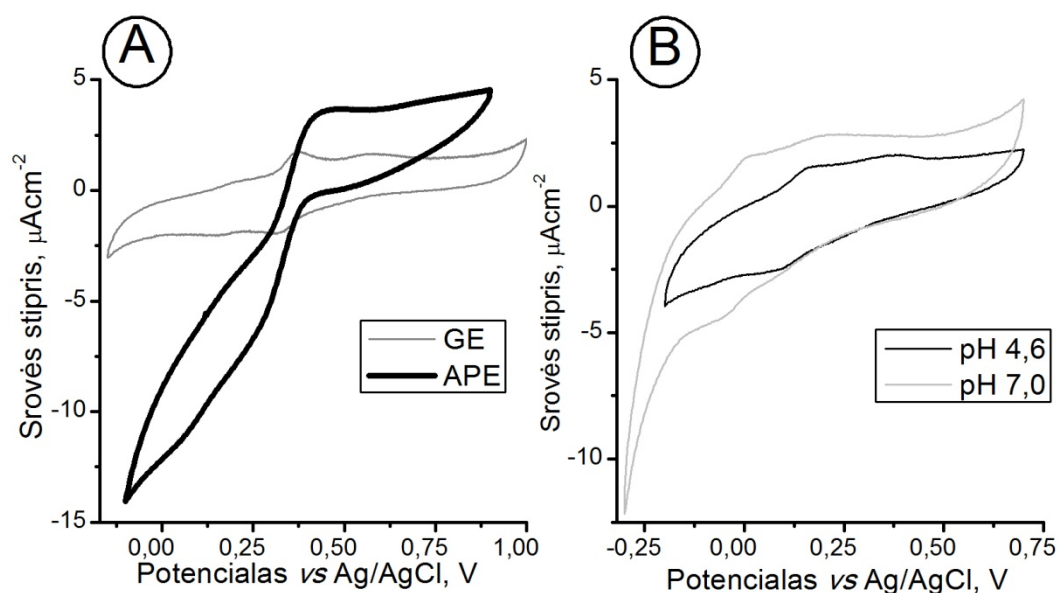 A
5
0
-5
-10
-15
Srovės stipris, μAcm-2
GE
APE
0,00 0,25 0,50 0,75 1,00
Potencialas vs Ag/AgCl, V
B
5
0
-5
-10
Srovės stipris, μAcm-2
pH 4,6
pH 7,0
-0,25 0,00 0,25 0,50 0,75
Potencialas vs Ag/AgCl, V